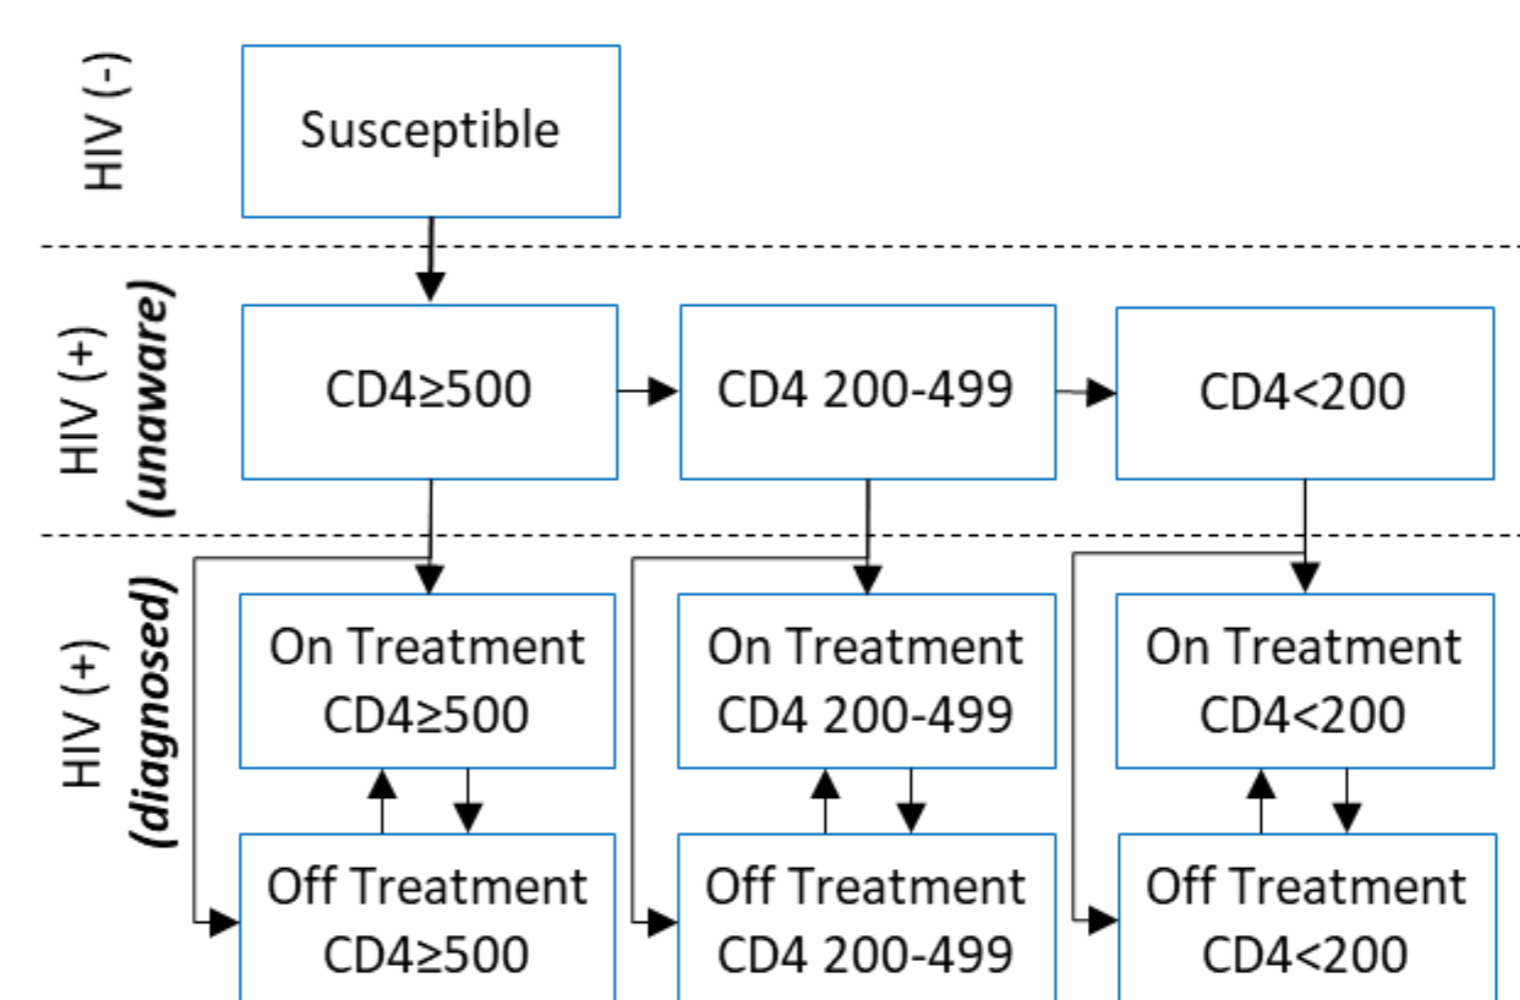 HIV (-)
Susceptible
HIV (+)
(unaware)
CD4≥500
CD4 200-499
CD4<200
HIV (+)
(diagnosed)
On Treatment
CD4≥500
On Treatment
CD4 200-499
On Treatment
CD4<200
Off Treatment
CD4≥500
Off Treatment
CD4 200-499
Off Treatment
CD4<200